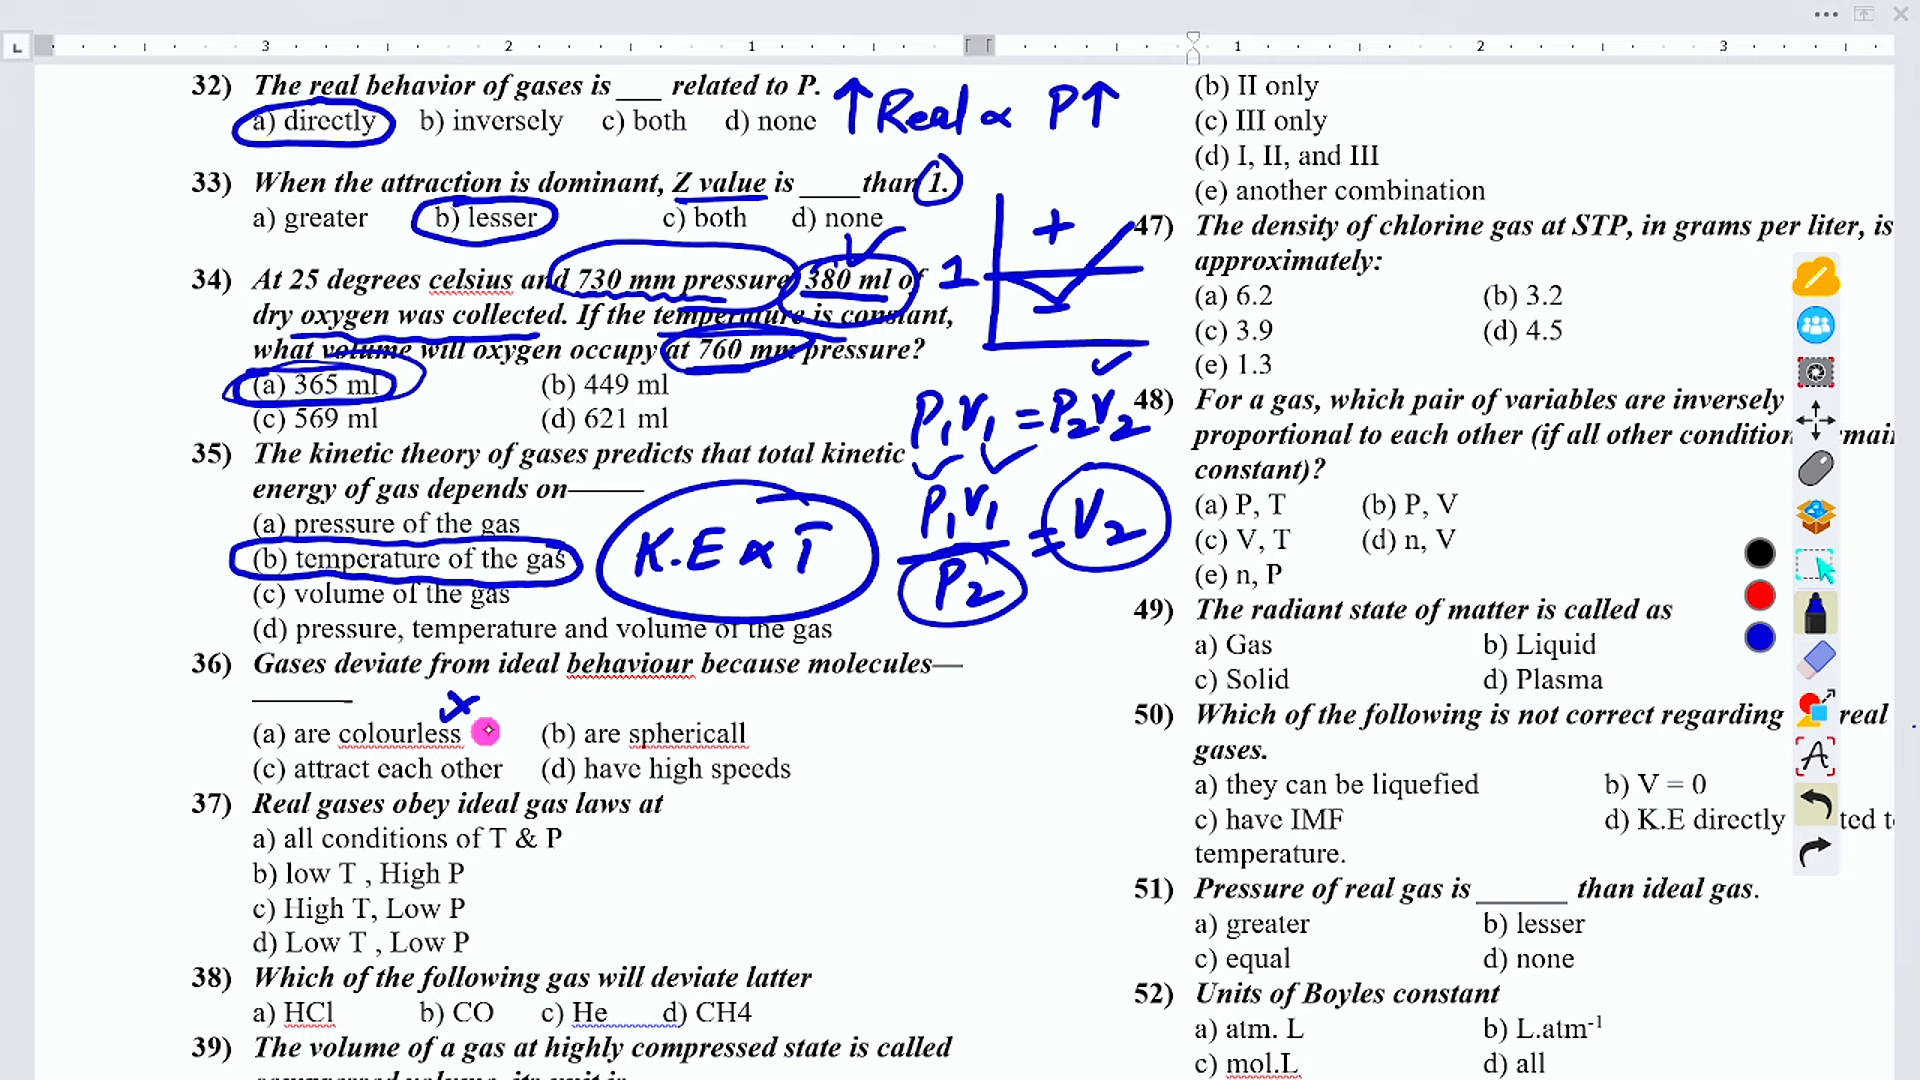 3 2 1 1 2 3
32) The real behavior of gases is ___ related to P.
a) directly b) inversely c) both d) none
↑ Real ∝ P↑
33) When the attraction is dominant, Z value is ____than 1.
a) greater b) lesser c) both d) none
34) At 25 degrees celsius and 730 mm pressure, 380 ml of
dry oxygen was collected. If the temperature is constant,
what volume will oxygen occupy at 760 mm pressure?
(a) 365 ml (b) 449 ml
(c) 569 ml (d) 621 ml
+
1
P₁V₁ = P₂V₂
P₁V₁
= V₂
P₂
35) The kinetic theory of gases predicts that total kinetic
energy of gas depends on———
(a) pressure of the gas
(b) temperature of the gas
(c) volume of the gas
(d) pressure, temperature and volume of the gas
K.E ∝ T
36) Gases deviate from ideal behaviour because molecules—
———
(a) are colourless (b) are sphericall
(c) attract each other (d) have high speeds
37) Real gases obey ideal gas laws at
a) all conditions of T & P
b) low T , High P
c) High T, Low P
d) Low T , Low P
38) Which of the following gas will deviate latter
a) HCl b) CO c) He d) CH4
39) The volume of a gas at highly compressed state is called
(b) II only
(c) III only
(d) I, II, and III
(e) another combination
47) The density of chlorine gas at STP, in grams per liter, is
approximately:
(a) 6.2 (b) 3.2
(c) 3.9 (d) 4.5
(e) 1.3
48) For a gas, which pair of variables are inversely
proportional to each other (if all other condition
constant)?
(a) P, T (b) P, V
(c) V, T (d) n, V
(e) n, P
49) The radiant state of matter is called as
a) Gas b) Liquid
c) Solid d) Plasma
50) Which of the following is not correct regarding real
gases.
a) they can be liquefied b) V = 0
c) have IMF d) K.E directly
temperature.
51) Pressure of real gas is ______ than ideal gas.
a) greater b) lesser
c) equal d) none
52) Units of Boyles constant
a) atm. L b) L.atm⁻¹
c) mol.L d) all